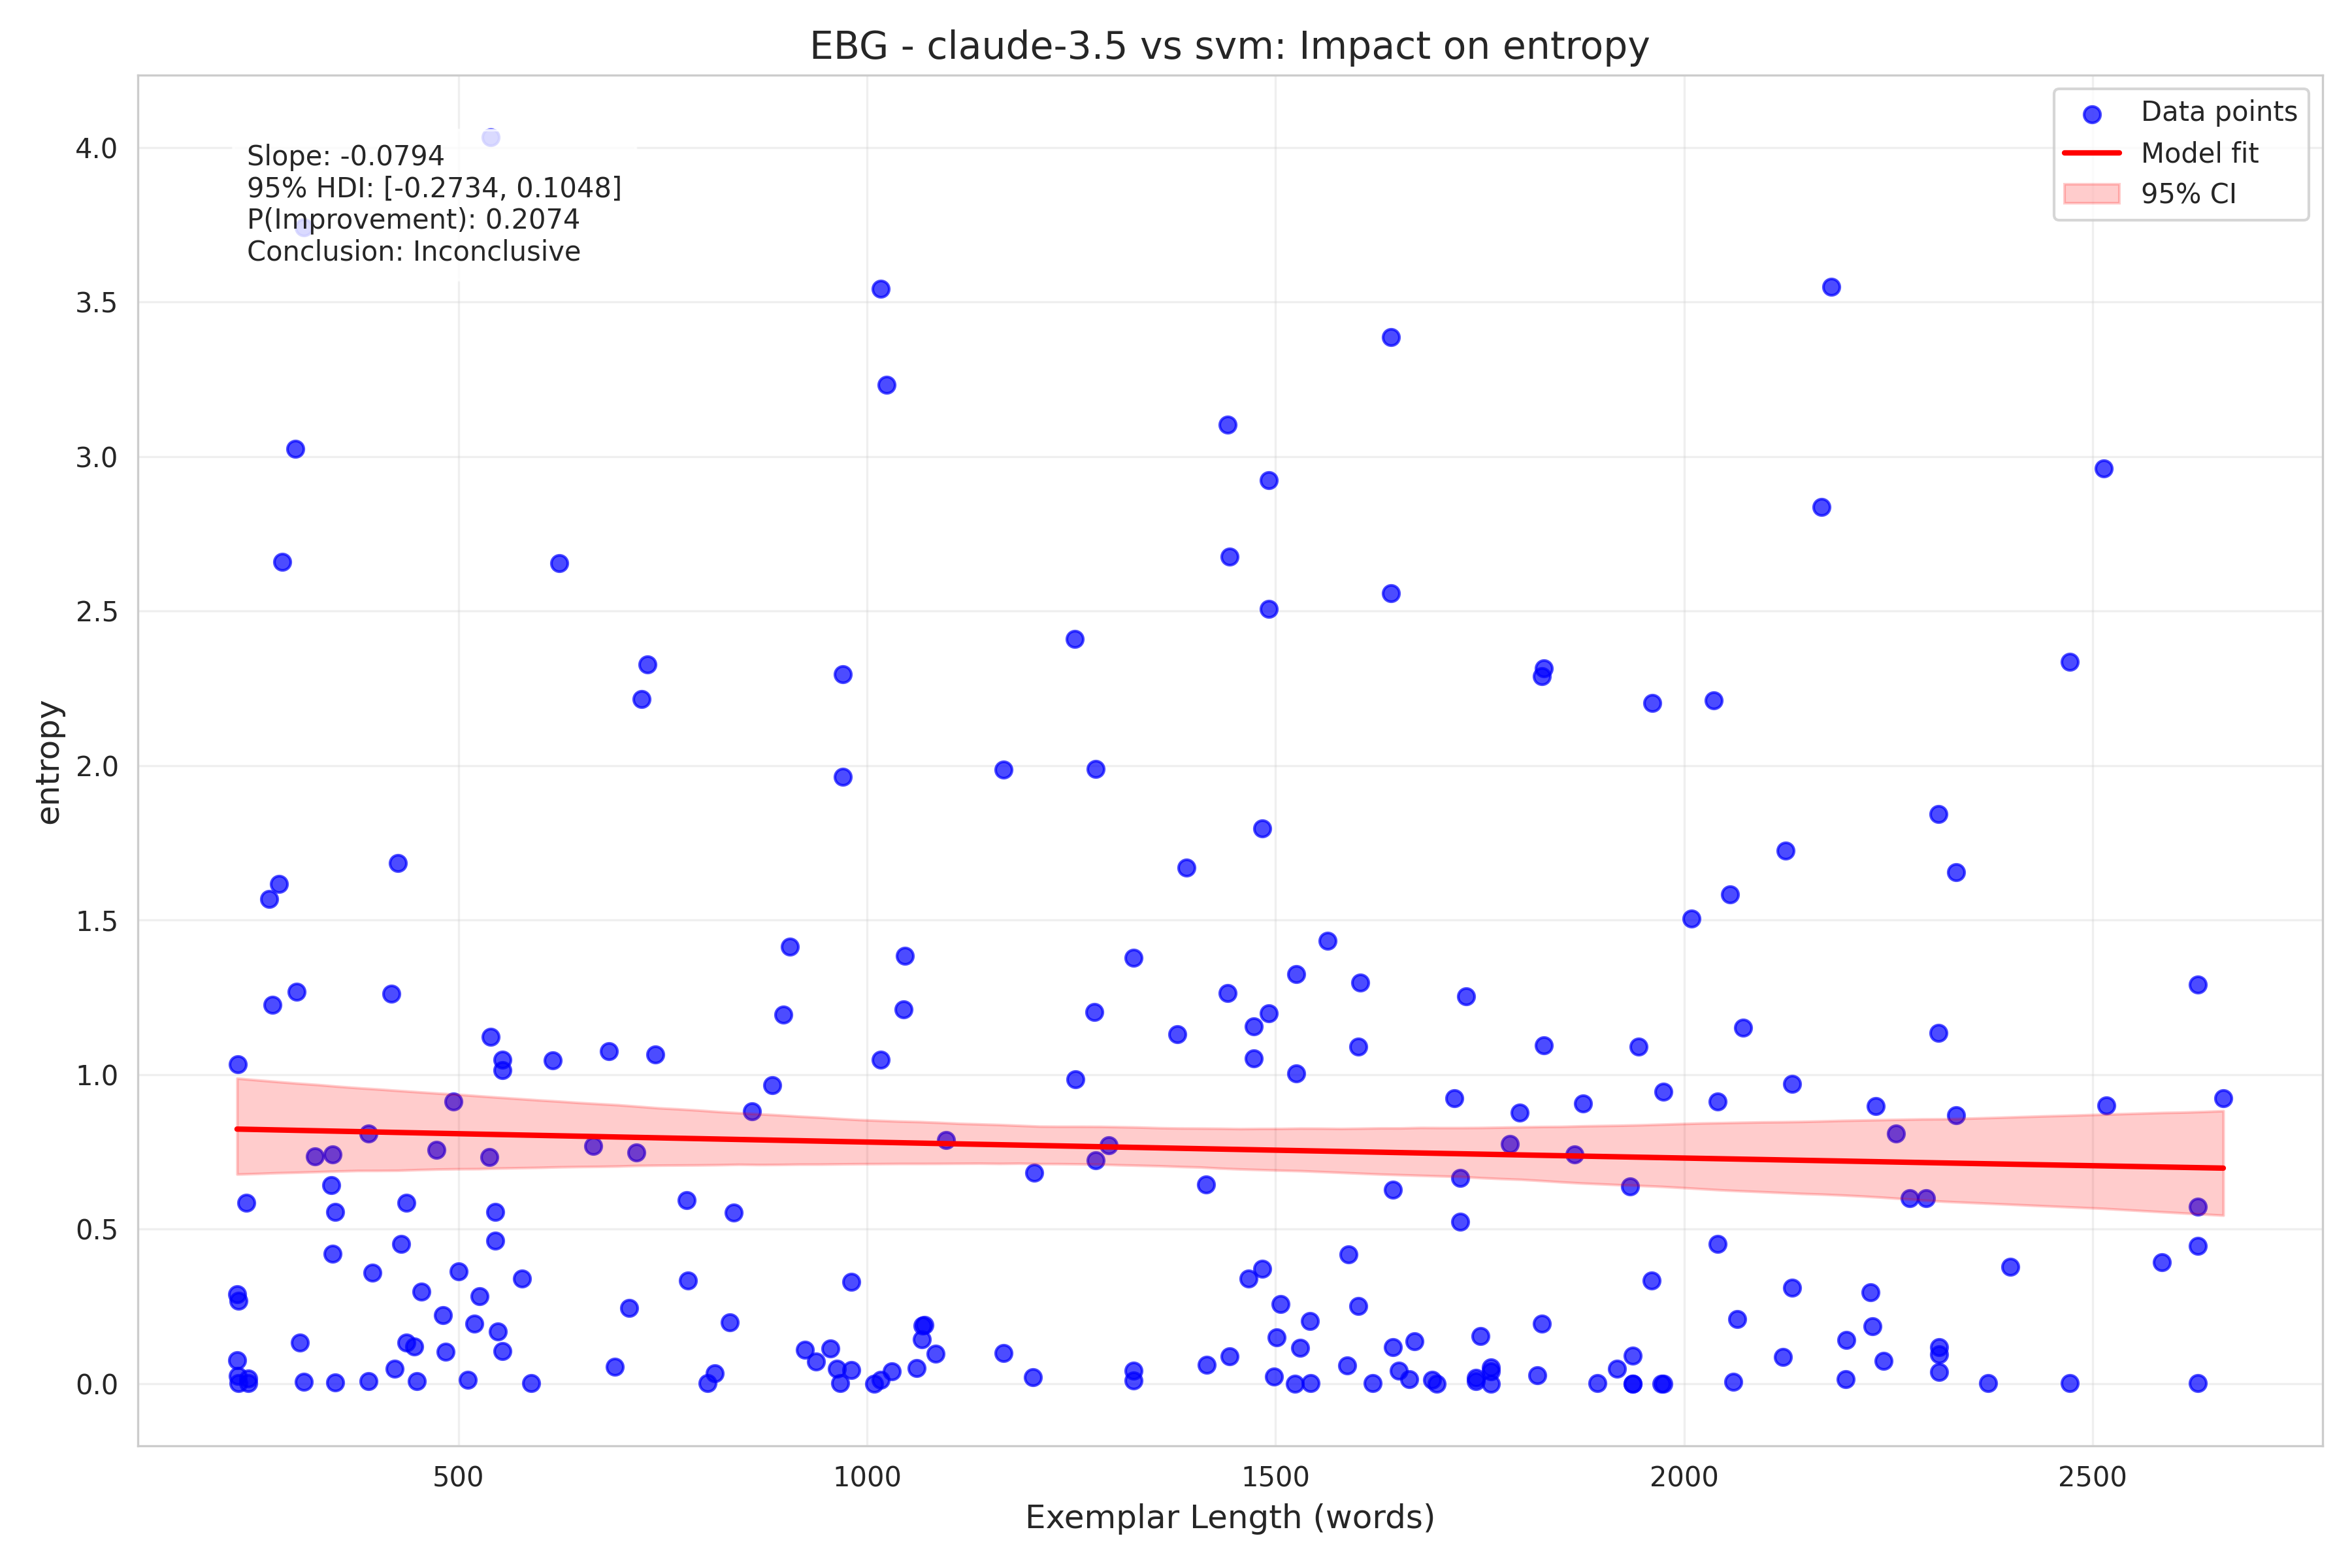 EBG - claude-3.5 vs svm: Impact on entropy
Slope: -0.0794
95% HDI: [-0.2734, 0.1048]
P(Improvement): 0.2074
Conclusion: Inconclusive
Data points
Model fit
95% CI
entropy
4.0
3.5
3.0
2.5
2.0
1.5
1.0
0.5
0.0
500 1000 1500 2000 2500
Exemplar Length (words)